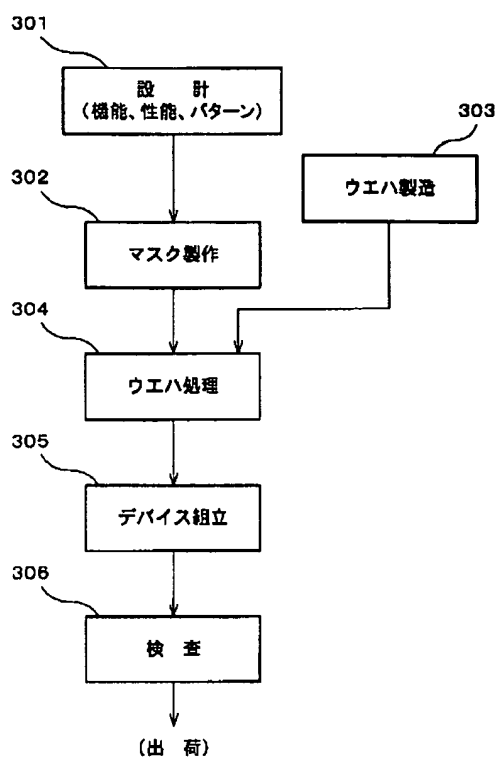 301
設　計
(機能、性能、パターン)
303
ウエハ製造
302
マスク製作
304
ウエハ処理
305
デバイス組立
306
検　査
(出　荷)